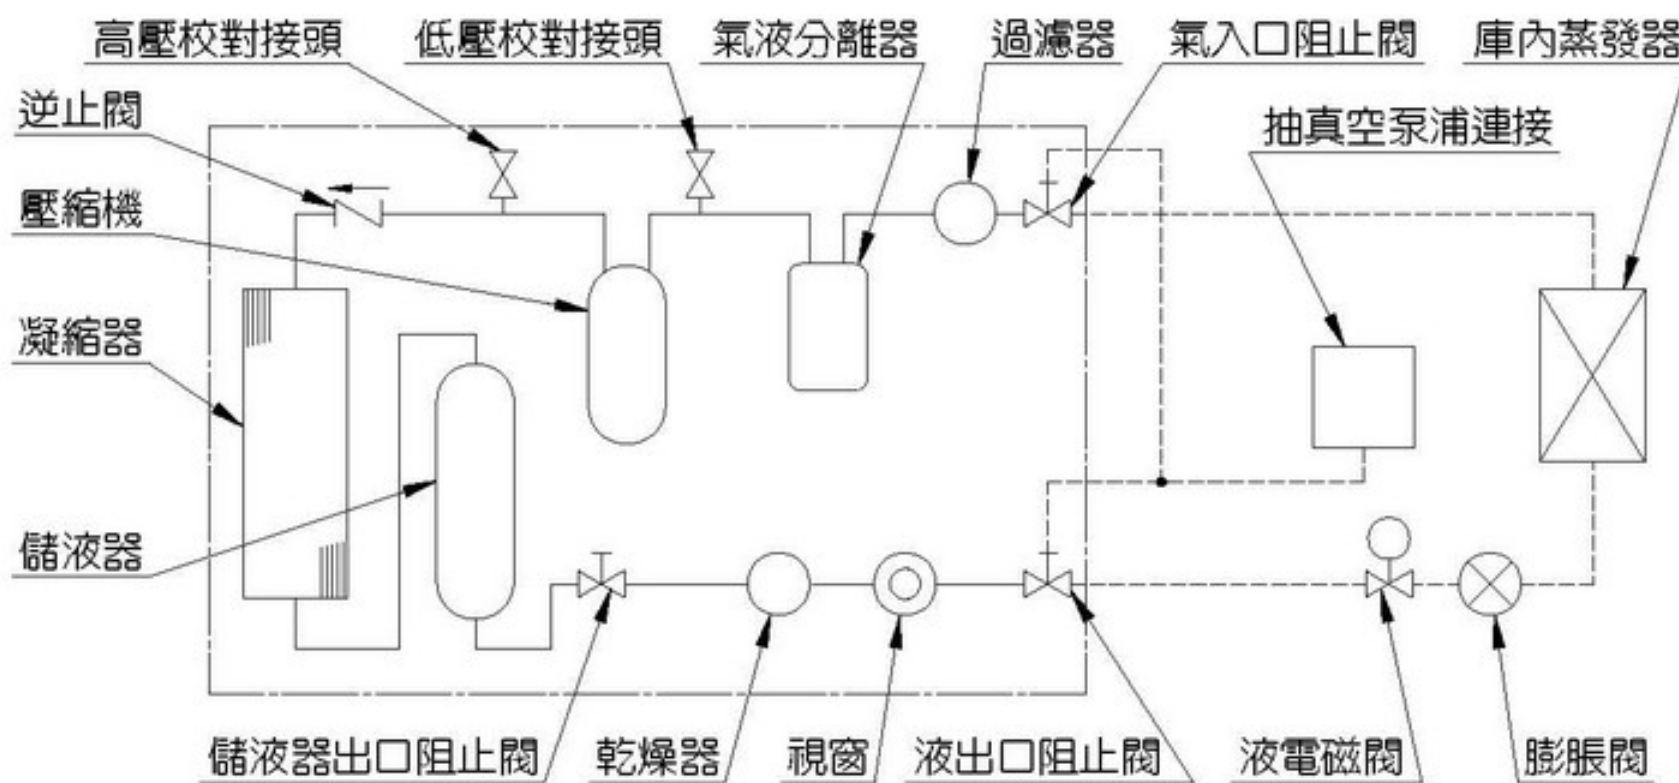 高壓校對接頭
低壓校對接頭
氣液分離器
過濾器
氣入口阻止閥
庫內蒸發器
逆止閥
抽真空泵浦連接
壓縮機
凝縮器
儲液器
儲液器出口阻止閥
乾燥器
視窗
液出口阻止閥
液電磁閥
膨脹閥